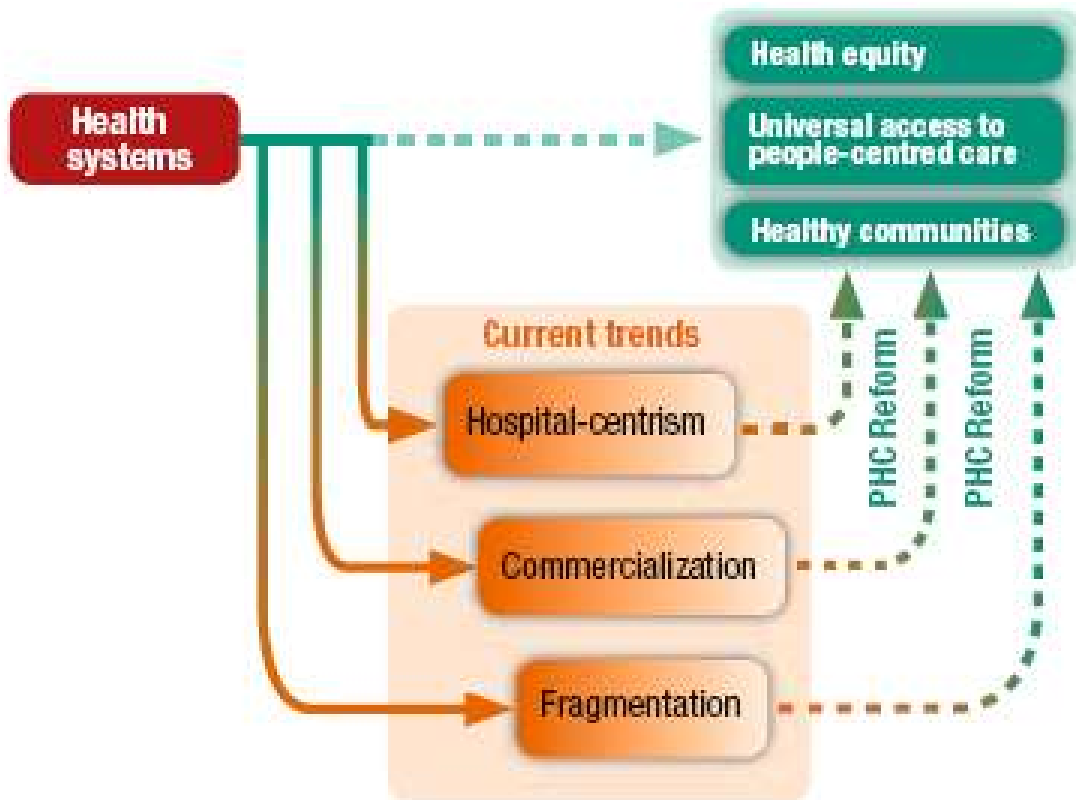 Health
systems
Health equity
Universal access to
people-centred care
Healthy communities
Current trends
Hospital-centrism
Commercialization
Fragmentation
PHC Reform
PHC Reform